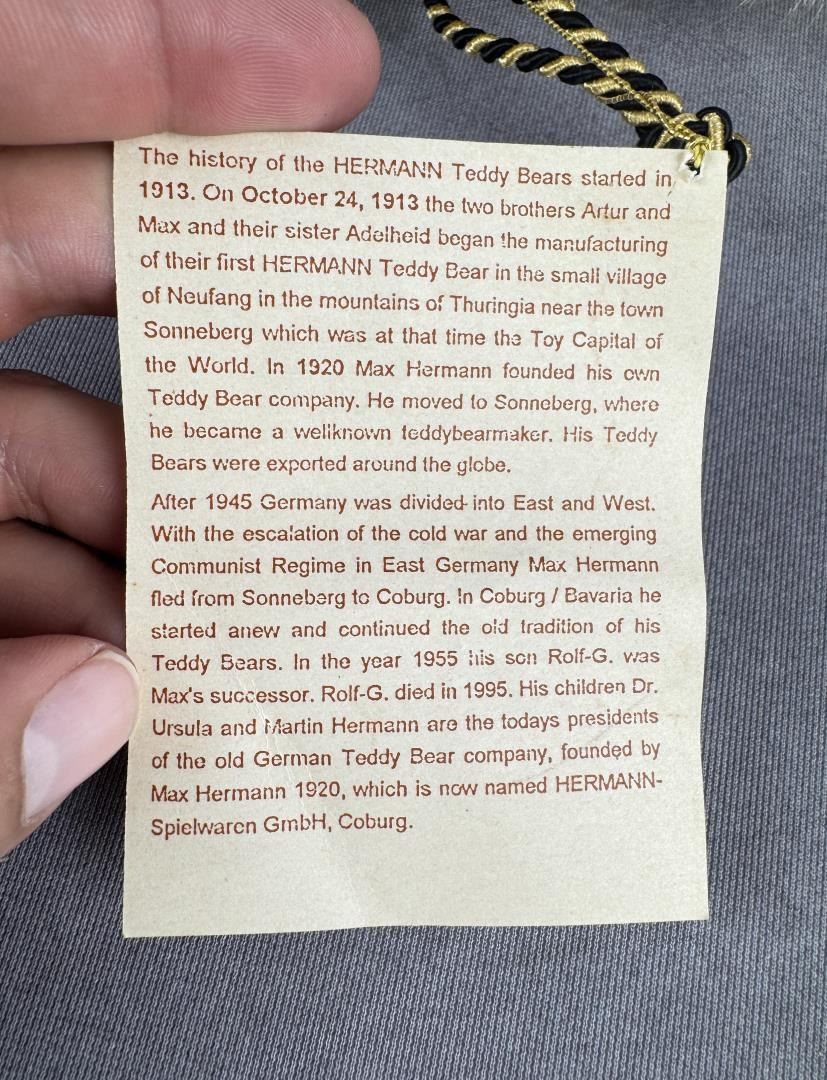 The history of the HERMANN Teddy Bears started in
1913. On October 24, 1913 the two brothers Artur and
Max and their sister Adelheid began the manufacturing
of their first HERMANN Teddy Bear in the small village
of Neufang in the mountains of Thuringia near the town
Sonneberg which was at that time the Toy Capital of
the World. In 1920 Max Hermann founded his own
Teddy Bear company. He moved to Sonneberg, where
he became a wellknown teddybearmaker. His Teddy
Bears were exported around the globe.
After 1945 Germany was divided into East and West.
With the escalation of the cold war and the emerging
Communist Regime in East Germany Max Hermann
fled from Sonneberg to Coburg. In Coburg / Bavaria he
started anew and continued the old tradition of his
Teddy Bears. In the year 1955 his son Rolf-G. was
Max's successor. Rolf-G. died in 1995. His children Dr.
Ursula and Martin Hermann are the todays presidents
of the old German Teddy Bear company, founded by
Max Hermann 1920, which is now named HERMANN-
Spielwaren GmbH, Coburg.